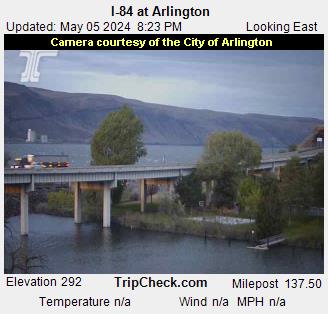 I-84 at Arlington
Updated: May 05 2024 8:23 PM Looking East
Camera courtesy of the City of Arlington
Elevation 292 TripCheck.com Milepost 137.50
Temperature n/a Wind n/a MPH n/a